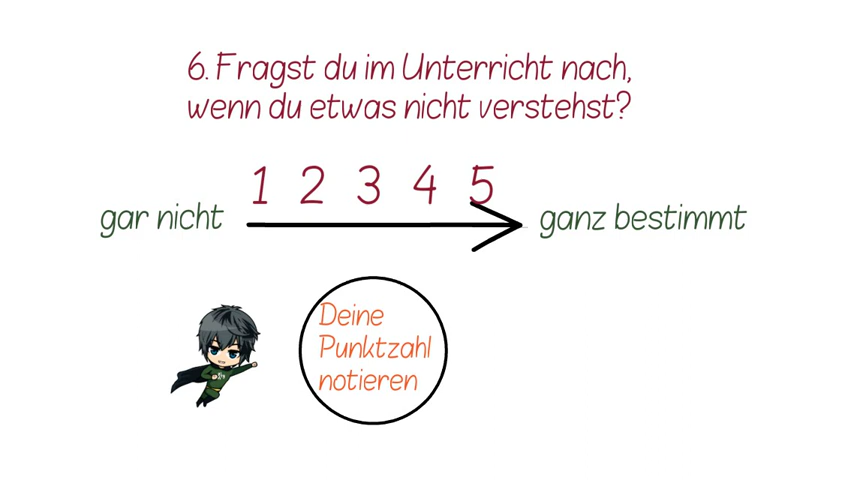 6. Fragst du im Unterricht nach,
wenn du etwas nicht verstehst?
1 2 3 4 5
gar nicht
ganz bestimmt
Deine
Punktzahl
notieren